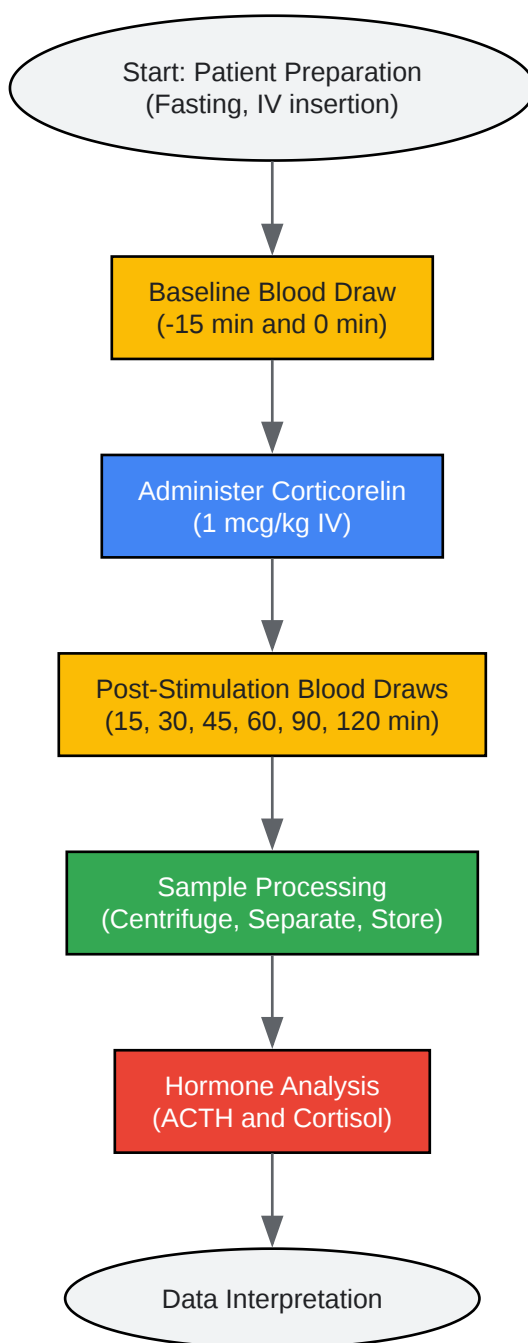 Start: Patient Preparation
(Fasting, IV insertion)
Baseline Blood Draw
(-15 min and 0 min)
Administer Corticorelin
(1 mcg/kg IV)
Post-Stimulation Blood Draws
(15, 30, 45, 60, 90, 120 min)
Sample Processing
(Centrifuge, Separate, Store)
Hormone Analysis
(ACTH and Cortisol)
Data Interpretation